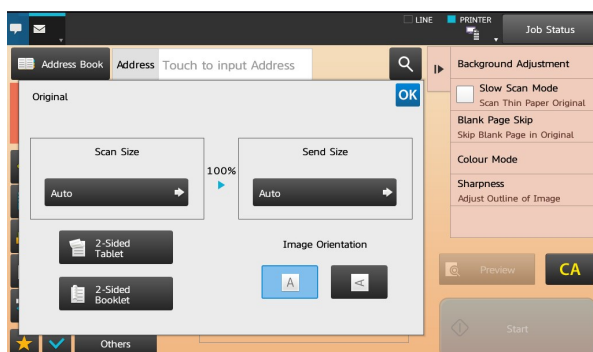 LINE
PRINTER
Job Status
Address Book
Address
Touch to input Address
Background Adjustment
Slow Scan Mode
Scan Thin Paper Original
Blank Page Skip
Skip Blank Page in Original
Colour Mode
Sharpness
Adjust Outline of Image
Preview
CA
Start
Original
OK
Scan Size
100%
Send Size
Auto
Auto
2-Sided
Tablet
Image Orientation
2-Sided
Booklet
A
A
Others